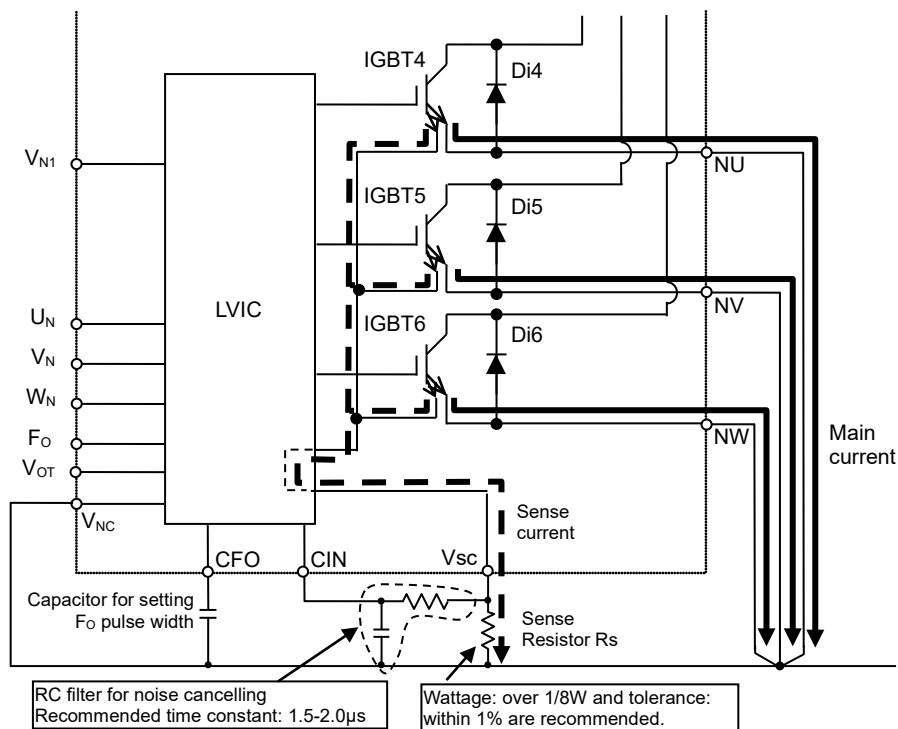 IGBT4
Di4
V_N1
NU
IGBT5
Di5
LVIC
NV
U_N
IGBT6
Di6
V_N
W_N
F_O
NW
Main
current
V_OT
V_NC
Sense
current
CFO
CIN
Vsc
Capacitor for setting
F_O pulse width
Sense
Resistor Rs
RC filter for noise cancelling
Recommended time constant: 1.5-2.0μs
Wattage: over 1/8W and tolerance:
within 1% are recommended.